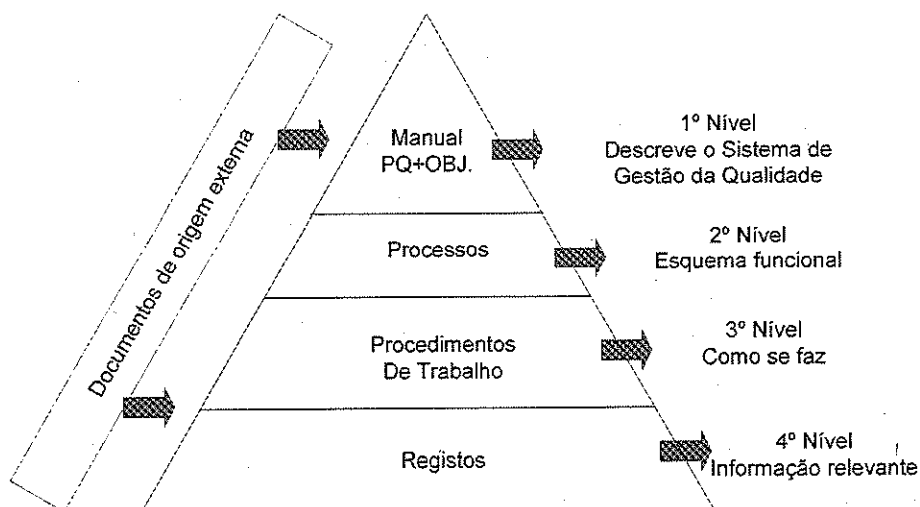 Documentos de origem externa
Manual
PQ+OBJ.
1º Nível
Descreve o Sistema de
Gestão da Qualidade
Processos
2º Nível
Esquema funcional
Procedimentos
De Trabalho
3º Nível
Como se faz
Registos
4º Nível
Informação relevante